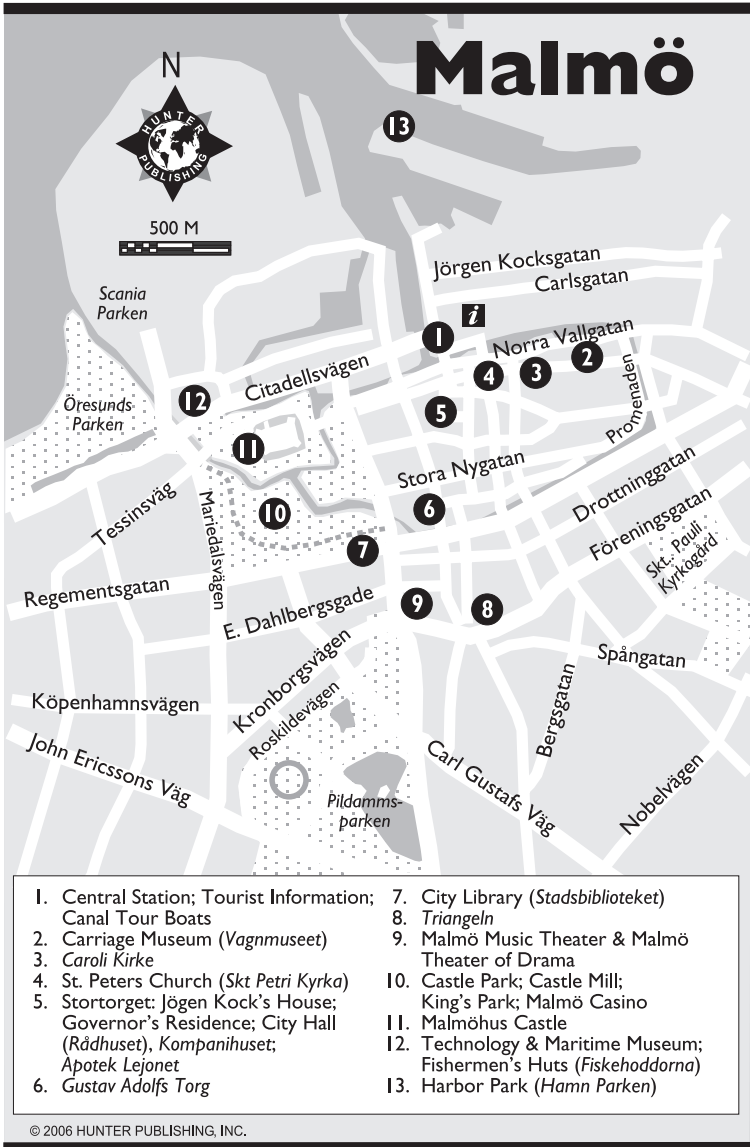 Malmö
N
HUNTER
PUBLISHING
13
500 M
Jörgen Kocksgatan
Carlsgatan
Scania
Parken
i
1
Norra Vallgatan
2
3
4
Citadellsvägen
12
5
Promenaden
Öresunds
Parken
11
Stora Nygatan
Drottninggatan
Tessinsväg
Mariedalsvägen
10
6
Föreningsgatan
7
Skt. Pauli
Kyrkogård
Regementsgatan
E. Dahlbergsgade
9
8
Spångatan
Kronborgsvägen
Köpenhamnsvägen
Roskildevägen
Bergsgatan
John Ericssons Väg
Carl Gustafs Väg
Nobelvägen
Pildamms-
parken
1. Central Station; Tourist Information;
Canal Tour Boats
2. Carriage Museum (Vagnmuseet)
3. Caroli Kirke
4. St. Peters Church (Skt Petri Kyrka)
5. Stortorget: Jögen Kock's House;
Governor's Residence; City Hall
(Rådhuset), Kompanihuset;
Apotek Lejonet
6. Gustav Adolfs Torg
7. City Library (Stadsbiblioteket)
8. Triangeln
9. Malmö Music Theater & Malmö
Theater of Drama
10. Castle Park; Castle Mill;
King's Park; Malmö Casino
11. Malmöhus Castle
12. Technology & Maritime Museum;
Fishermen's Huts (Fiskehoddorna)
13. Harbor Park (Hamn Parken)
© 2006 HUNTER PUBLISHING, INC.